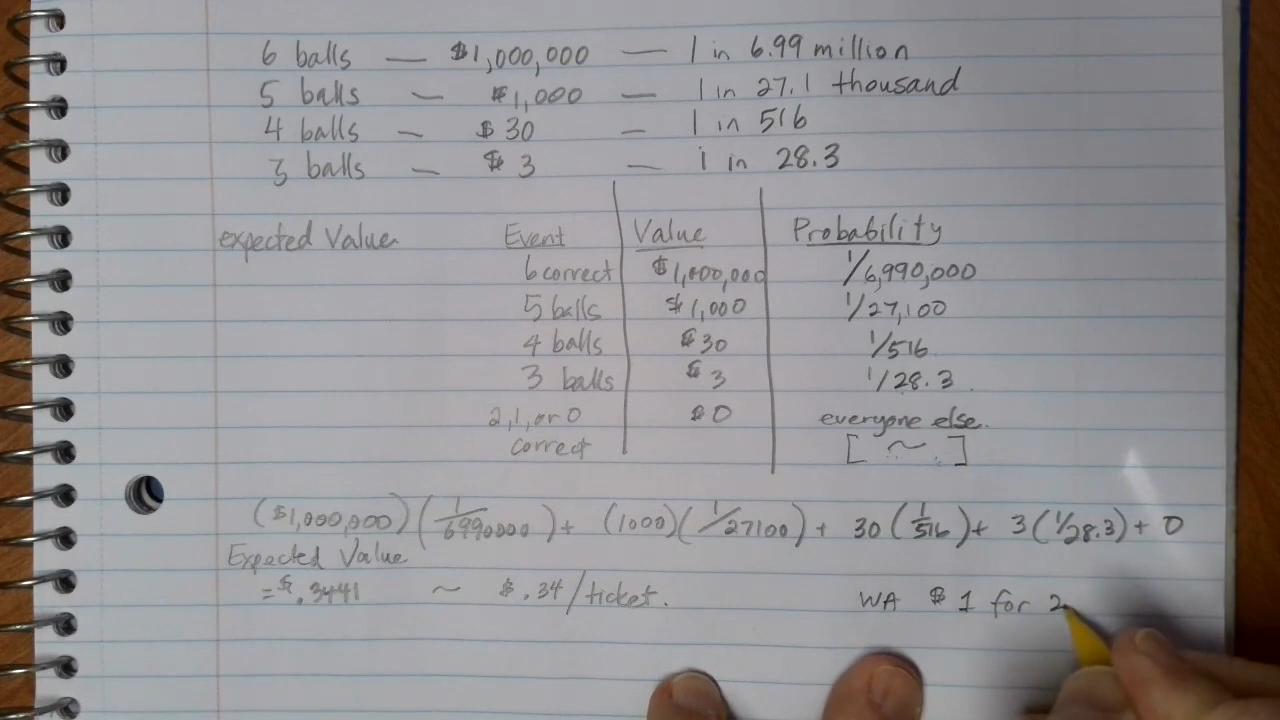 6 balls — $1,000,000 — 1 in 6.99 million
5 balls — $1,000 — 1 in 27.1 thousand
4 balls — $30 — 1 in 516
3 balls — $3 — 1 in 28.3
expected Value Event Value Probability
6 correct $1,000,000 1/6,990,000
5 balls $1,000 1/27,100
4 balls $30 1/516
3 balls $3 1/28.3
2,1, or 0 $0 everyone else.
correct [ ~ ]
($1,000,000)(1/6990000)+ (1000)(1/27100)+ 30(1/516)+ 3(1/28.3)+0
Expected Value
=$.3441 ~ $.34/ticket. WA $1 for 2